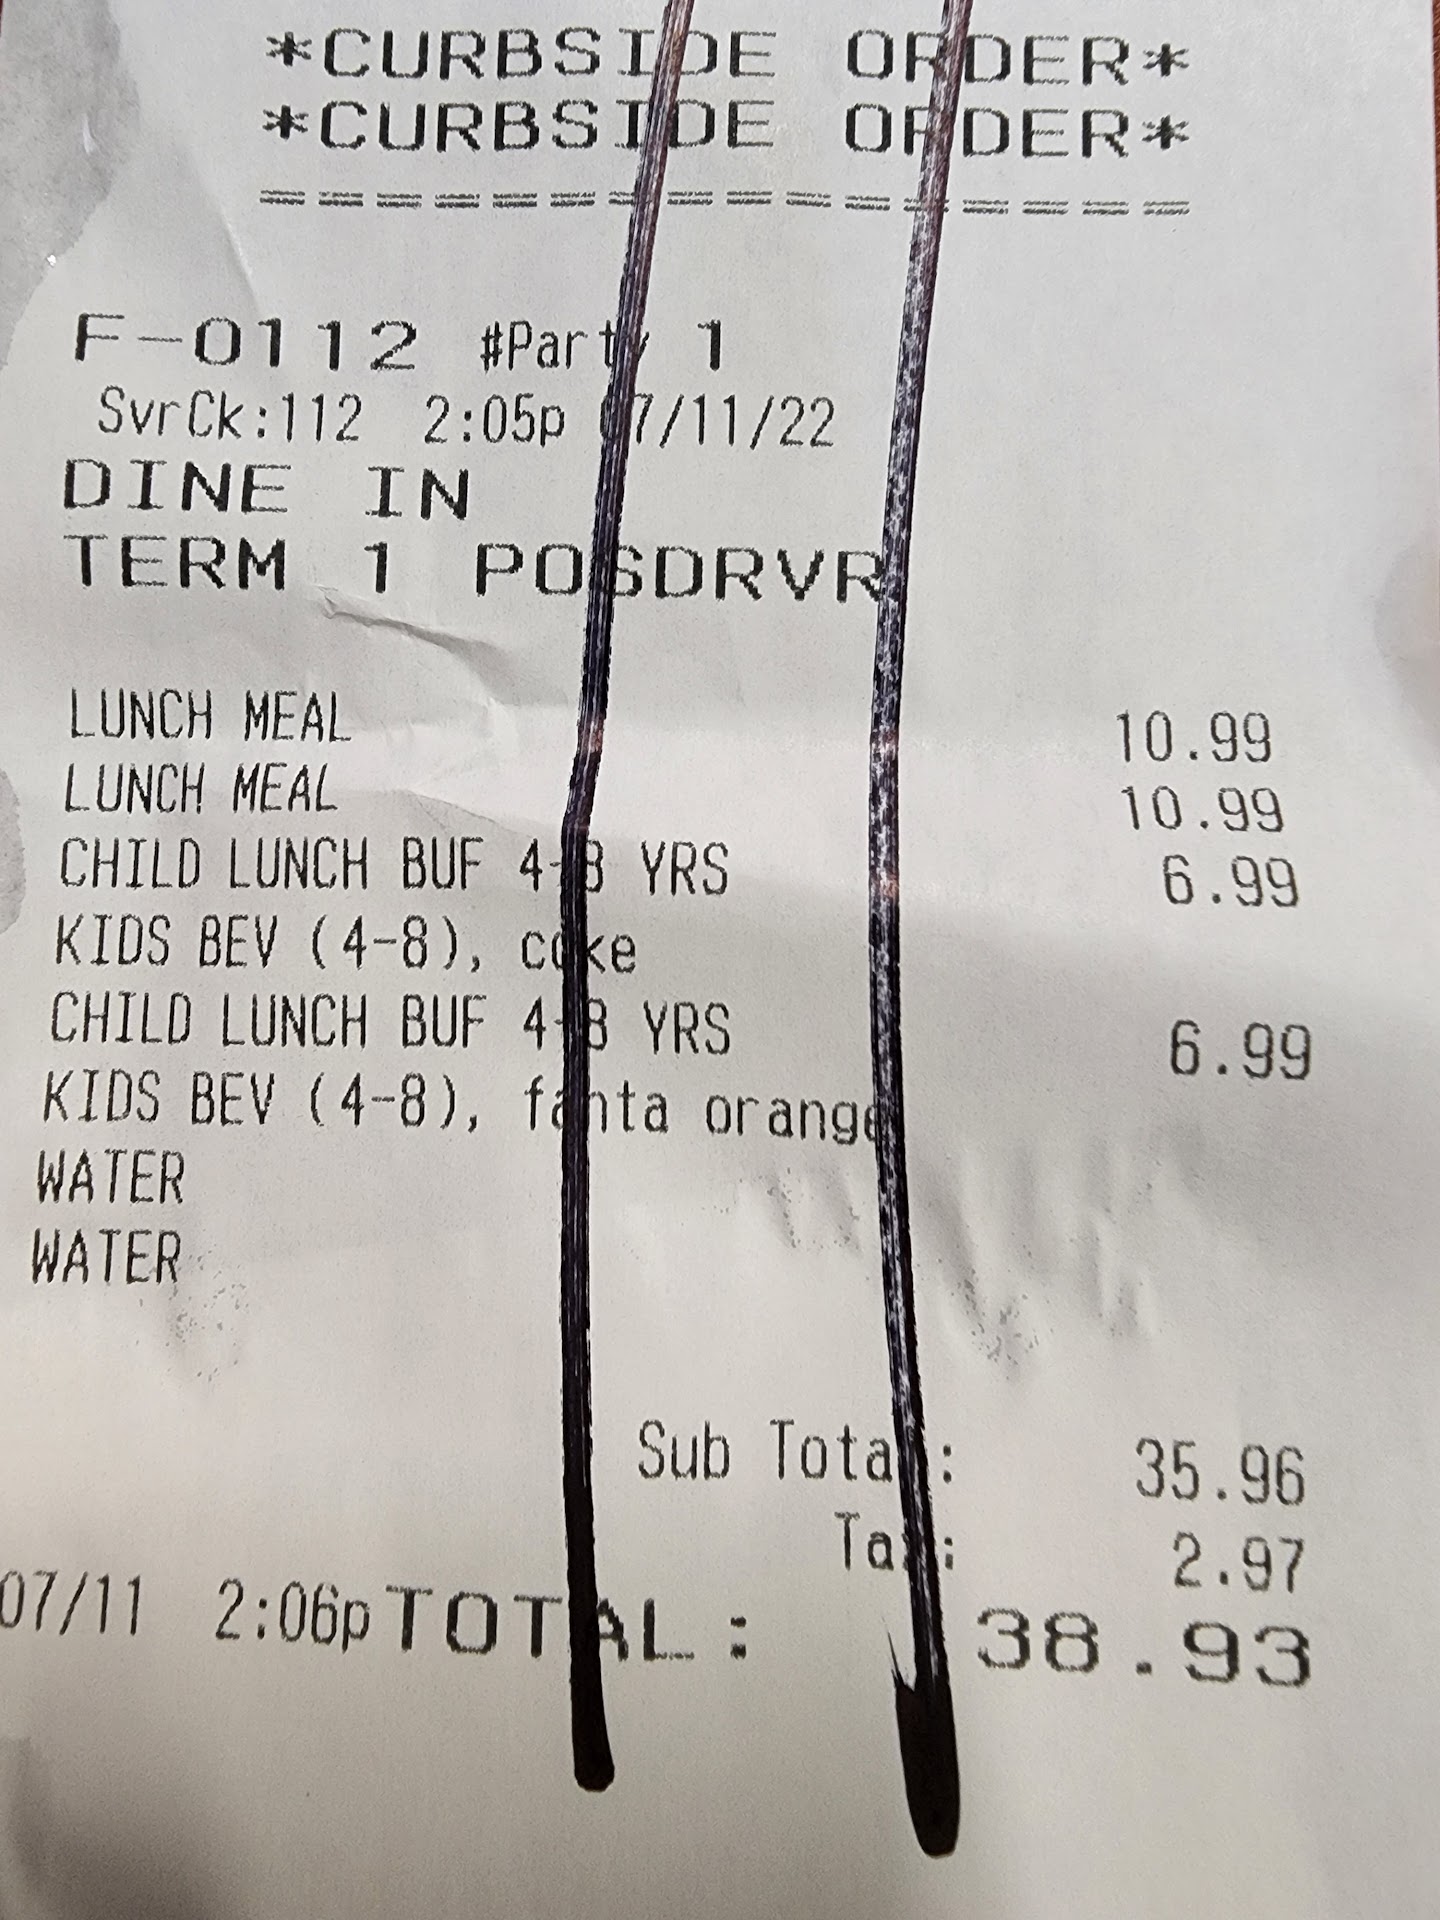 *CURBSIDE ORDER*
*CURBSIDE ORDER*
================
F-0112 #Party 1
SvrCk:112 2:05p 07/11/22
DINE IN
TERM 1 POSDRVR
LUNCH MEAL 10.99
LUNCH MEAL 10.99
CHILD LUNCH BUF 4-8 YRS 6.99
KIDS BEV (4-8), coke
CHILD LUNCH BUF 4-8 YRS 6.99
KIDS BEV (4-8), fanta orange
WATER
WATER
Sub Total: 35.96
Tax: 2.97
07/11 2:06p TOTAL: 38.93